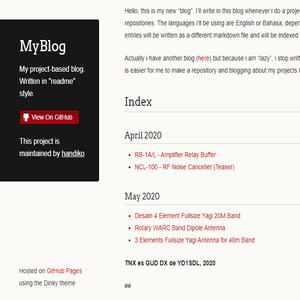 MyBlog
My project-based blog.
Written in "readme"
style.
View On GitHub
This project is
maintained by handiko
Hosted on GitHub Pages
using the Dinky theme
Hello, this is my new "blog". I'll write in this blog whenever i do a proje
repositories. The languages i'll be using are English or Bahasa, depen
entries will be written as a different markdown file and will be indexed
Actually i have another blog (here) but because i am "lazy", i stop writ
is easier for me to make a repository and blogging about my projects i
Index
April 2020
RB-1A/L - Amplifier Relay Buffer
NCL-100 - RF Noise Canceller (Teaser)
May 2020
Desain 4 Element Fullsize Yagi 20M Band
Rotary WARC Band Dipole Antenna
3 Elements Fullsize Yagi Antenna for 40m Band
TNX es GUD DX de YD1SDL, 2020
##